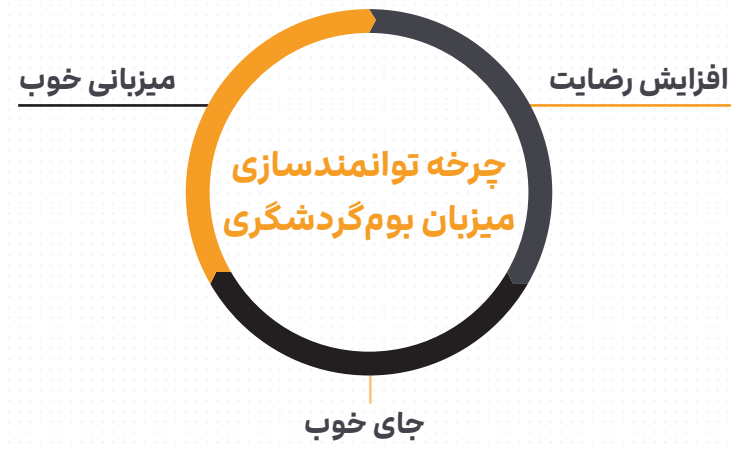 افزایش رضایت
میزبانی خوب
چرخه توانمندسازی
میزبان بوم‌گردشگری
جای خوب